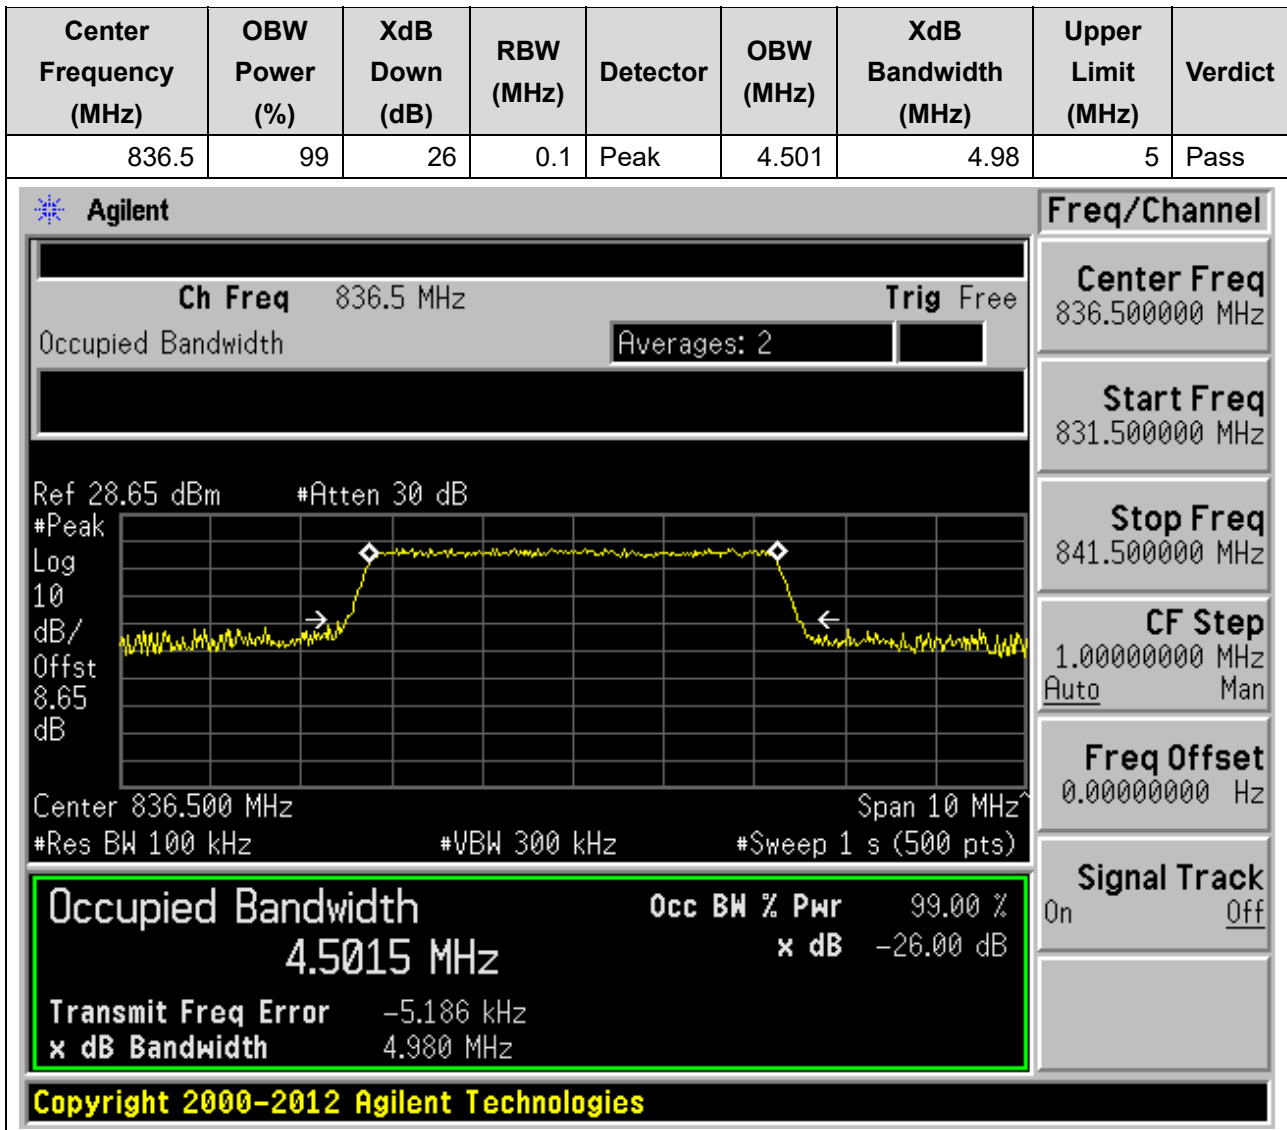 Center Frequency (MHz) OBW Power (%) XdB Down (dB) RBW (MHz) Detector OBW (MHz) XdB Bandwidth (MHz) Upper Limit (MHz) Verdict
836.5 99 26 0.1 Peak 4.501 4.98 5 Pass
Agilent
Freq/Channel
Ch Freq 836.5 MHz Trig Free
Occupied Bandwidth Averages: 2
Center Freq
836.500000 MHz
Start Freq
831.500000 MHz
Stop Freq
841.500000 MHz
CF Step
1.00000000 MHz
Auto Man
Freq Offset
0.00000000 Hz
Signal Track
On Off
Ref 28.65 dBm #Atten 30 dB
#Peak
Log
10
dB/
Offst
8.65
dB
Center 836.500 MHz Span 10 MHz^
#Res BW 100 kHz #VBW 300 kHz #Sweep 1 s (500 pts)
Occupied Bandwidth Occ BW % Pwr 99.00 %
4.5015 MHz x dB -26.00 dB
Transmit Freq Error -5.186 kHz
x dB Bandwidth 4.980 MHz
Copyright 2000-2012 Agilent Technologies